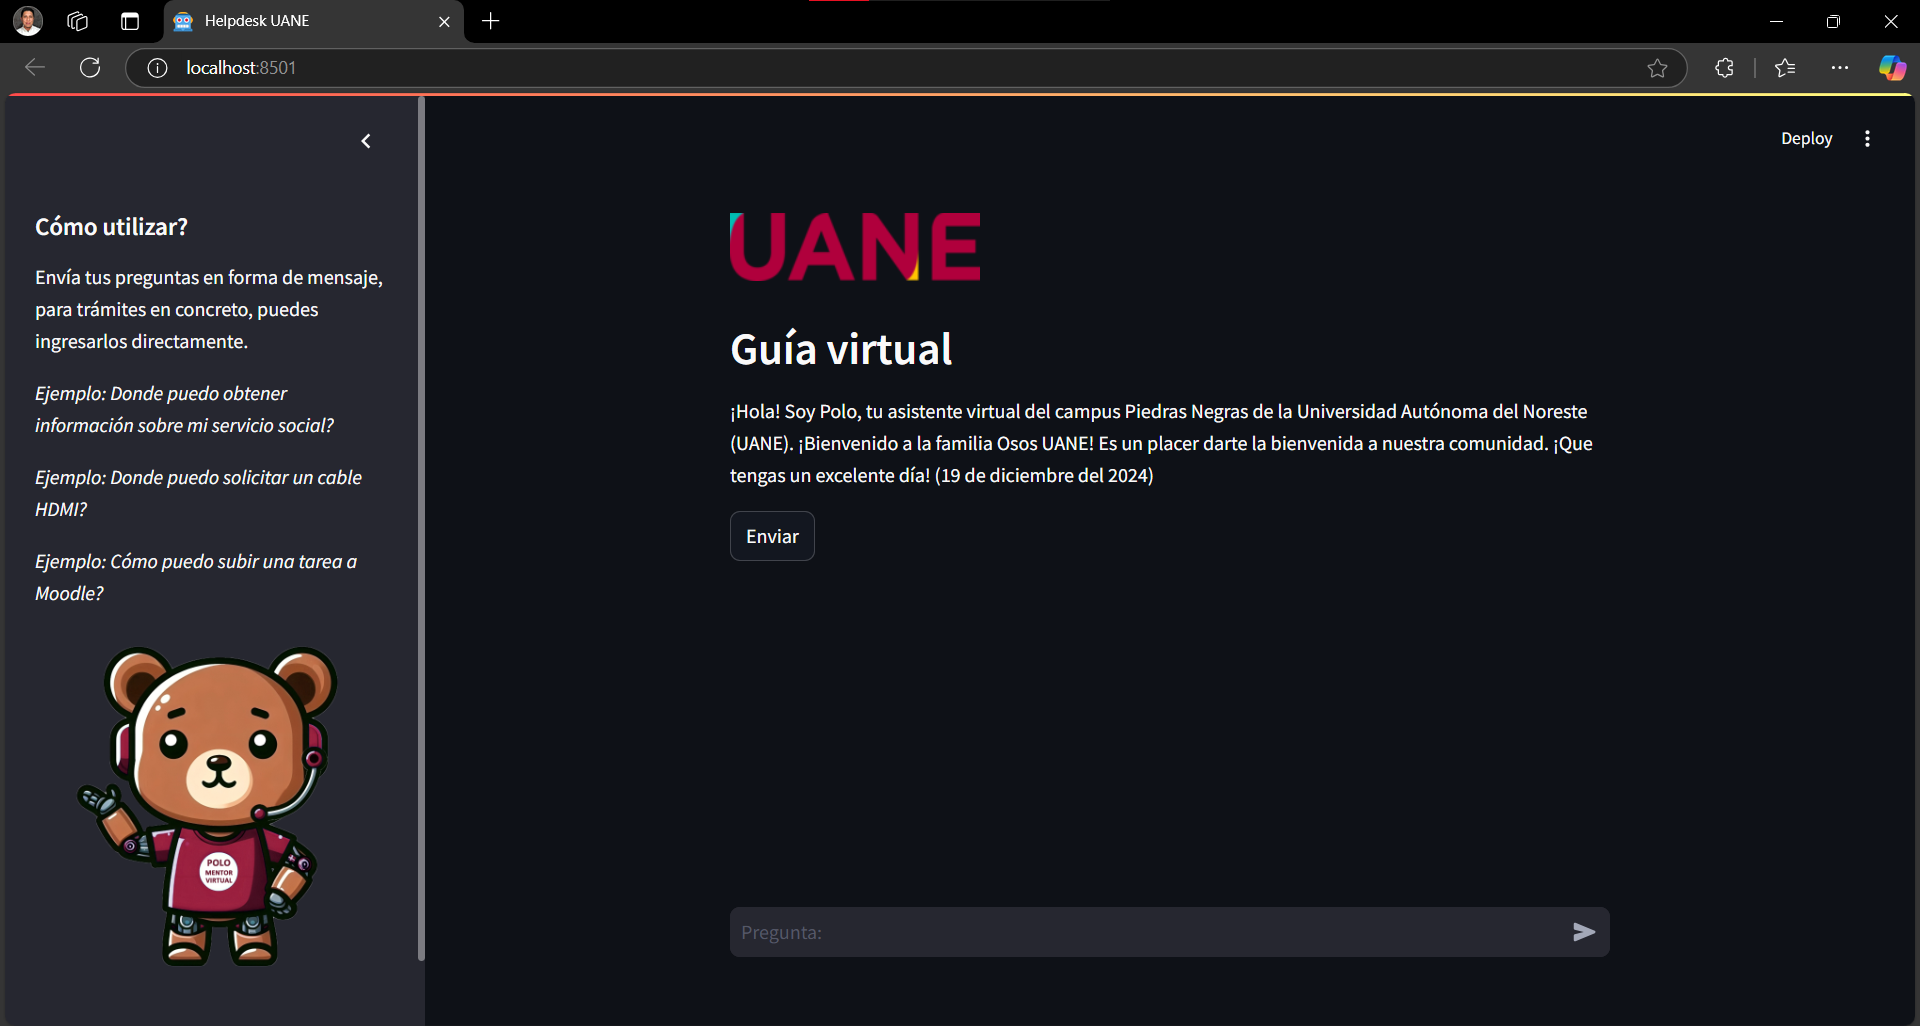 Helpdesk UANE
localhost:8501
Deploy
Cómo utilizar?
Envía tus preguntas en forma de mensaje,
para trámites en concreto, puedes
ingresarlos directamente.
Ejemplo: Donde puedo obtener
información sobre mi servicio social?
Ejemplo: Donde puedo solicitar un cable
HDMI?
Ejemplo: Cómo puedo subir una tarea a
Moodle?
POLO
MENTOR
VIRTUAL
UANE
Guía virtual
¡Hola! Soy Polo, tu asistente virtual del campus Piedras Negras de la Universidad Autónoma del Noreste
(UANE). ¡Bienvenido a la familia Osos UANE! Es un placer darte la bienvenida a nuestra comunidad. ¡Que
tengas un excelente día! (19 de diciembre del 2024)
Enviar
Pregunta: